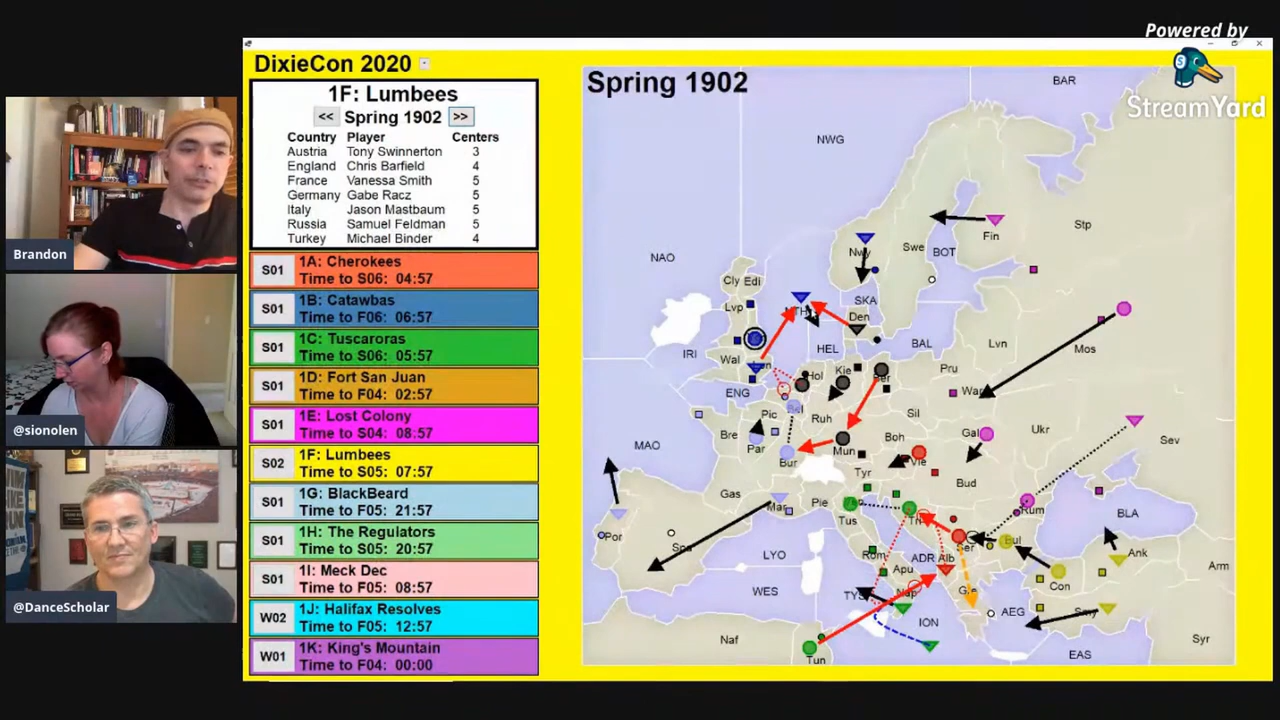 Powered by
StreamYard
DixieCon 2020
1F: Lumbees
<< Spring 1902 >>
Country Player Centers
Austria Tony Swinnerton 3
England Chris Barfield 4
France Vanessa Smith 5
Germany Gabe Racz 5
Italy Jason Mastbaum 5
Russia Samuel Feldman 5
Turkey Michael Binder 4
S01 1A: Cherokees
Time to S06: 04:57
S01 1B: Catawbas
Time to F06: 06:57
S01 1C: Tuscaroras
Time to S06: 05:57
S01 1D: Fort San Juan
Time to F04: 02:57
S01 1E: Lost Colony
Time to S04: 08:57
S02 1F: Lumbees
Time to S05: 07:57
S01 1G: BlackBeard
Time to F05: 21:57
S01 1H: The Regulators
Time to S05: 20:57
S01 1I: Meck Dec
Time to F05: 08:57
W02 1J: Halifax Resolves
Time to F05: 12:57
W01 1K: King's Mountain
Time to F04: 00:00
Brandon
@sionolen
@DanceScholar
Spring 1902
BAR
NWG
Stp
Fin
Nwy
Swe
BOT
NAO
Cly Edi
SKA
Lvp
Den
Lvn
Mos
IRI
Wal
HEL
BAL
Pru
Kie
Hol
War
ENG
Ruh
Sil
Pic
Bel
Ukr
Sev
Bre
Par
Mun
Boh
Gal
MAO
Bur
Tyr
Vie
Bud
Gas
Mar
Pie
Rum
BLA
Por
Spa
Tus
Tri
Ser
Bul
LYO
Rom
ADR
Alb
Ank
Arm
WES
Apu
Con
TYS
Nap
Gre
AEG
Smy
ION
Naf
Tun
EAS
Syr